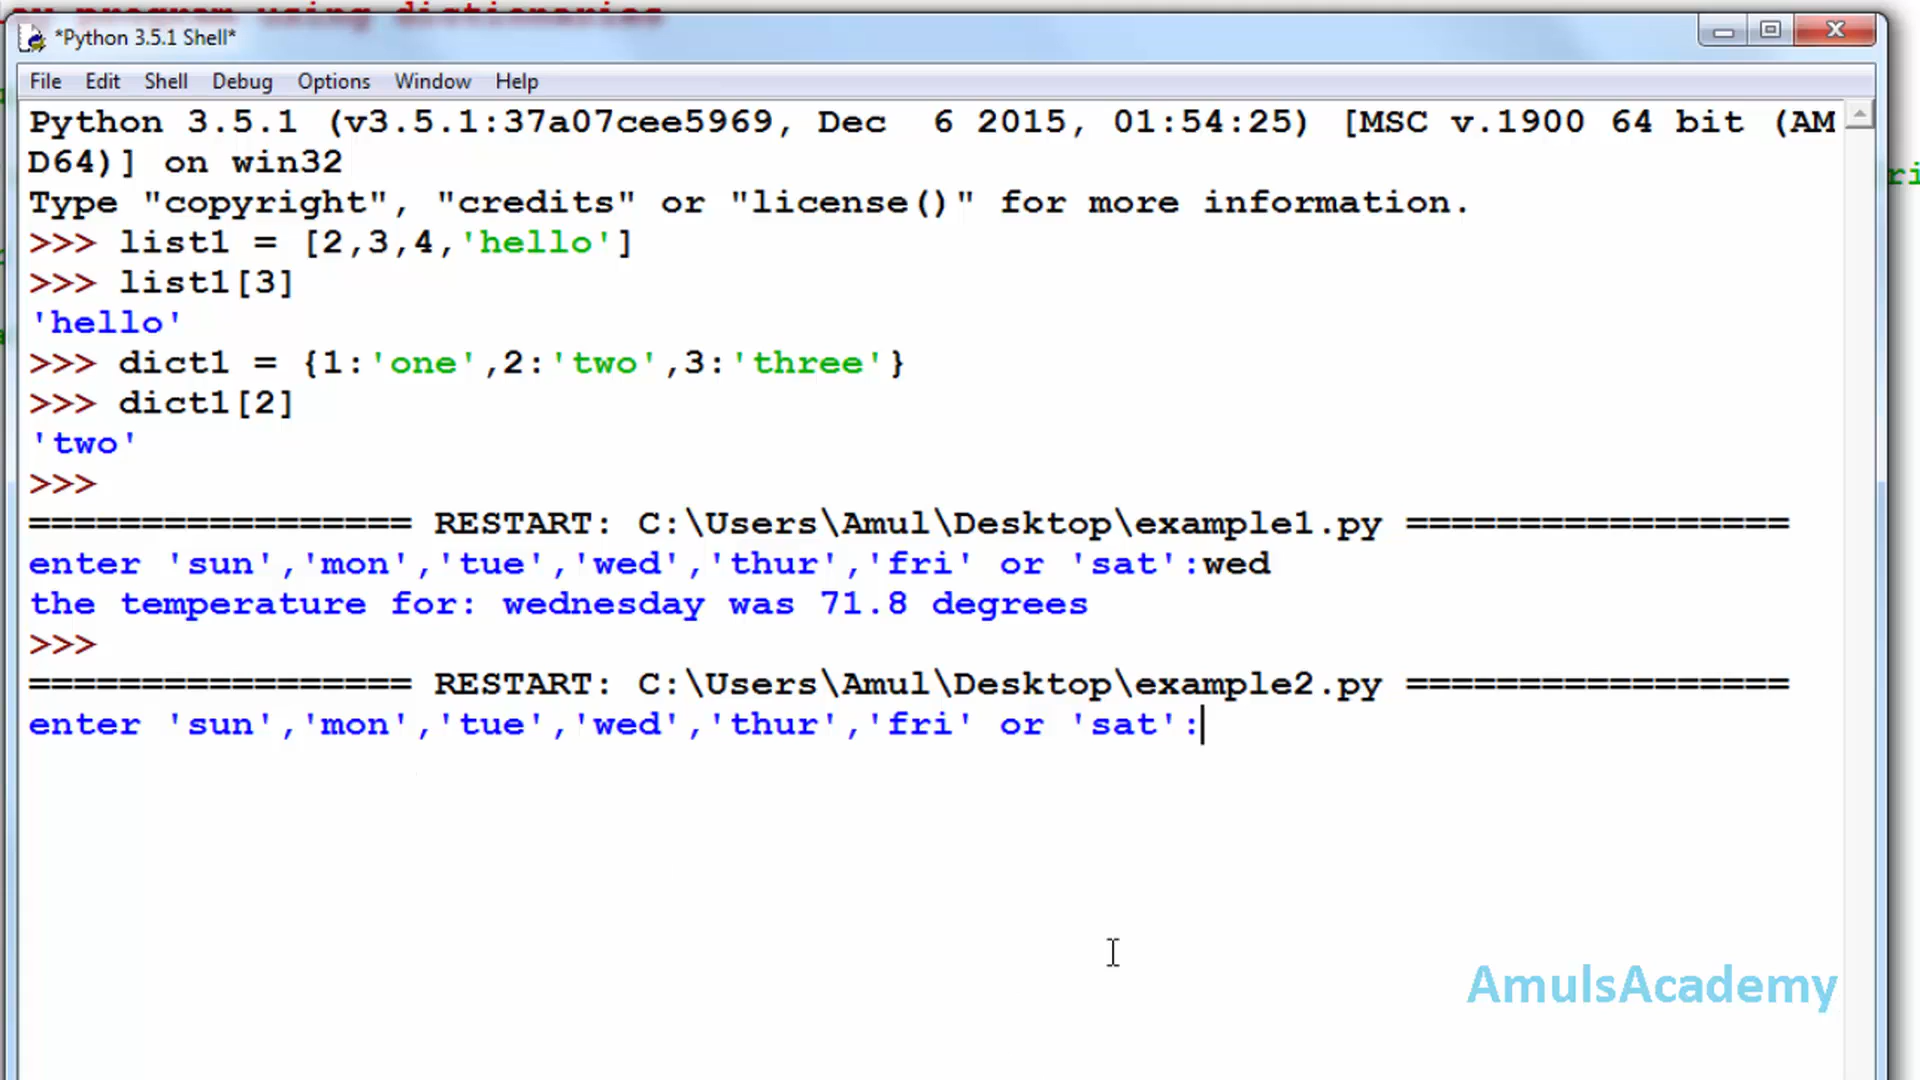 program using dictionaries
*Python 3.5.1 Shell*
File Edit Shell Debug Options Window Help
Python 3.5.1 (v3.5.1:37a07cee5969, Dec  6 2015, 01:54:25) [MSC v.1900 64 bit (AM
D64)] on win32
Type "copyright", "credits" or "license()" for more information.
>>> list1 = [2,3,4,'hello']
>>> list1[3]
'hello'
>>> dict1 = {1:'one',2:'two',3:'three'}
>>> dict1[2]
'two'
>>>
================= RESTART: C:\Users\Amul\Desktop\example1.py =================
enter 'sun','mon','tue','wed','thur','fri' or 'sat':wed
the temperature for: wednesday was 71.8 degrees
>>>
================= RESTART: C:\Users\Amul\Desktop\example2.py =================
enter 'sun','mon','tue','wed','thur','fri' or 'sat':
AmulsAcademy